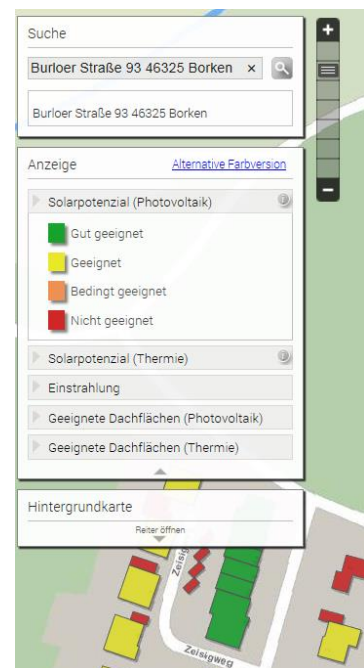 Suche
Burloer Straße 93 46325 Borken ×
Burloer Straße 93 46325 Borken
Anzeige Alternative Farbversion
Solarpotenzial (Photovoltaik)
Gut geeignet
Geeignet
Bedingt geeignet
Nicht geeignet
Solarpotenzial (Thermie)
Einstrahlung
Geeignete Dachflächen (Photovoltaik)
Geeignete Dachflächen (Thermie)
Hintergrundkarte
Reiter öffnen
Zeisigweg